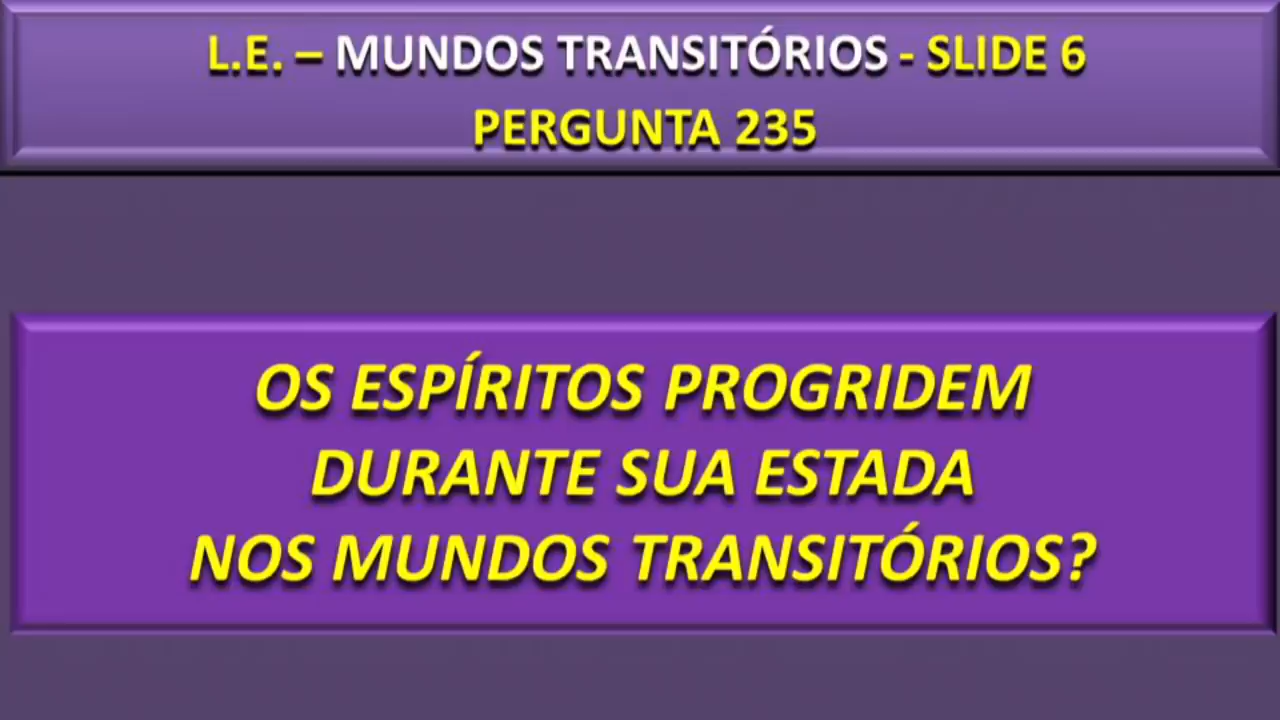 L.E. – MUNDOS TRANSITÓRIOS - SLIDE 6
PERGUNTA 235
OS ESPÍRITOS PROGRIDEM
DURANTE SUA ESTADA
NOS MUNDOS TRANSITÓRIOS?